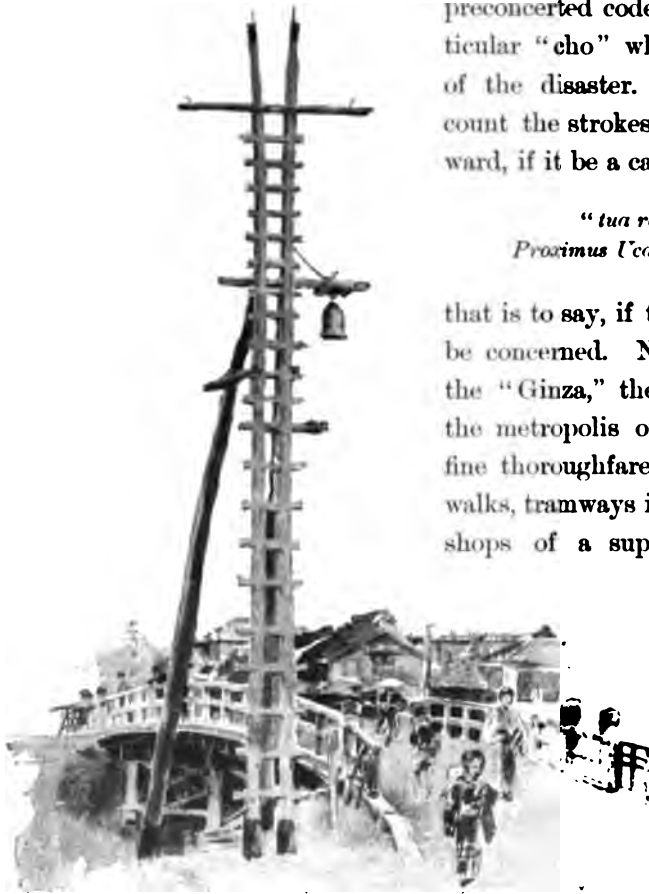 preconcerted code
ticular “cho” wh
of the disaster.
count the strokes
ward, if it be a ca
“tua r
Proximus Uca
that is to say, if t
be concerned. N
the “Ginza,” the
the metropolis o
fine thoroughfare
walks, tramways i
shops of a sup